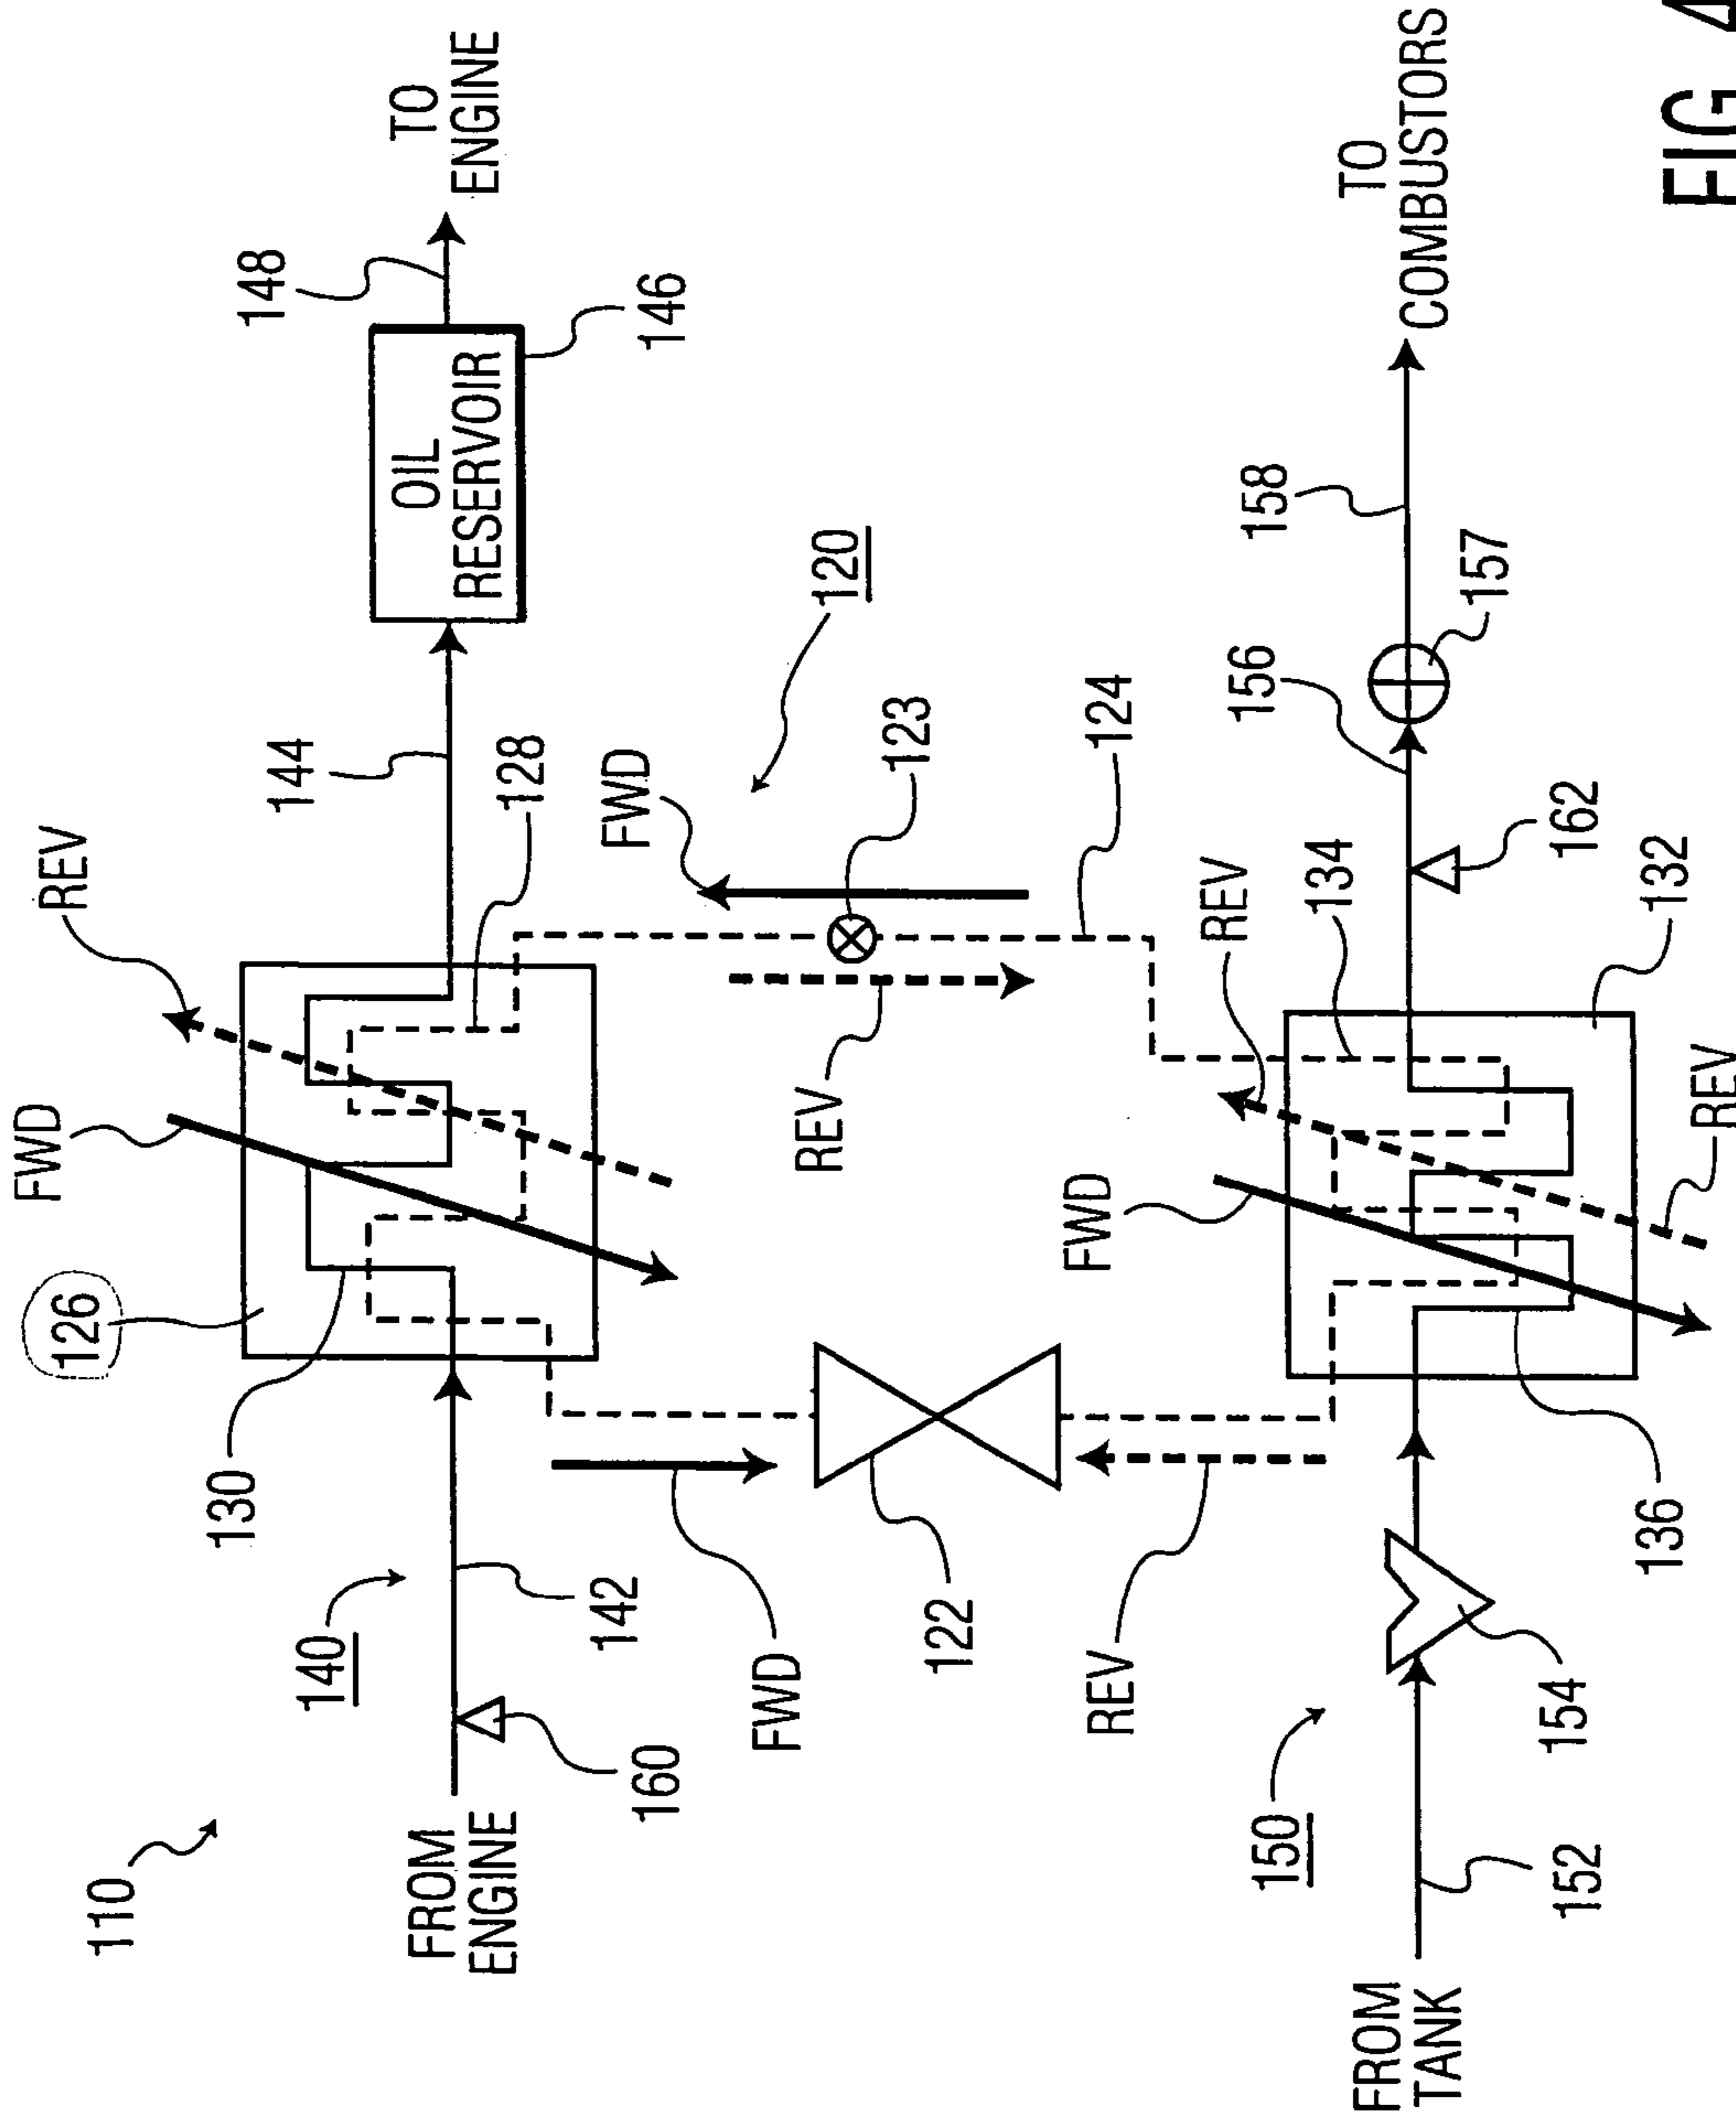 110
FROM
ENGINE
160
140
142
130
126
FWD
REV
144
128
148
OIL
RESERVOIR
146
TO
ENGINE
FWD
122
REV
REV
FWD
123
120
124
150
FROM
TANK
152
154
136
FWD
REV
REV
134
132
162
156
157
158
TO
COMBUSTORS
FIG 4